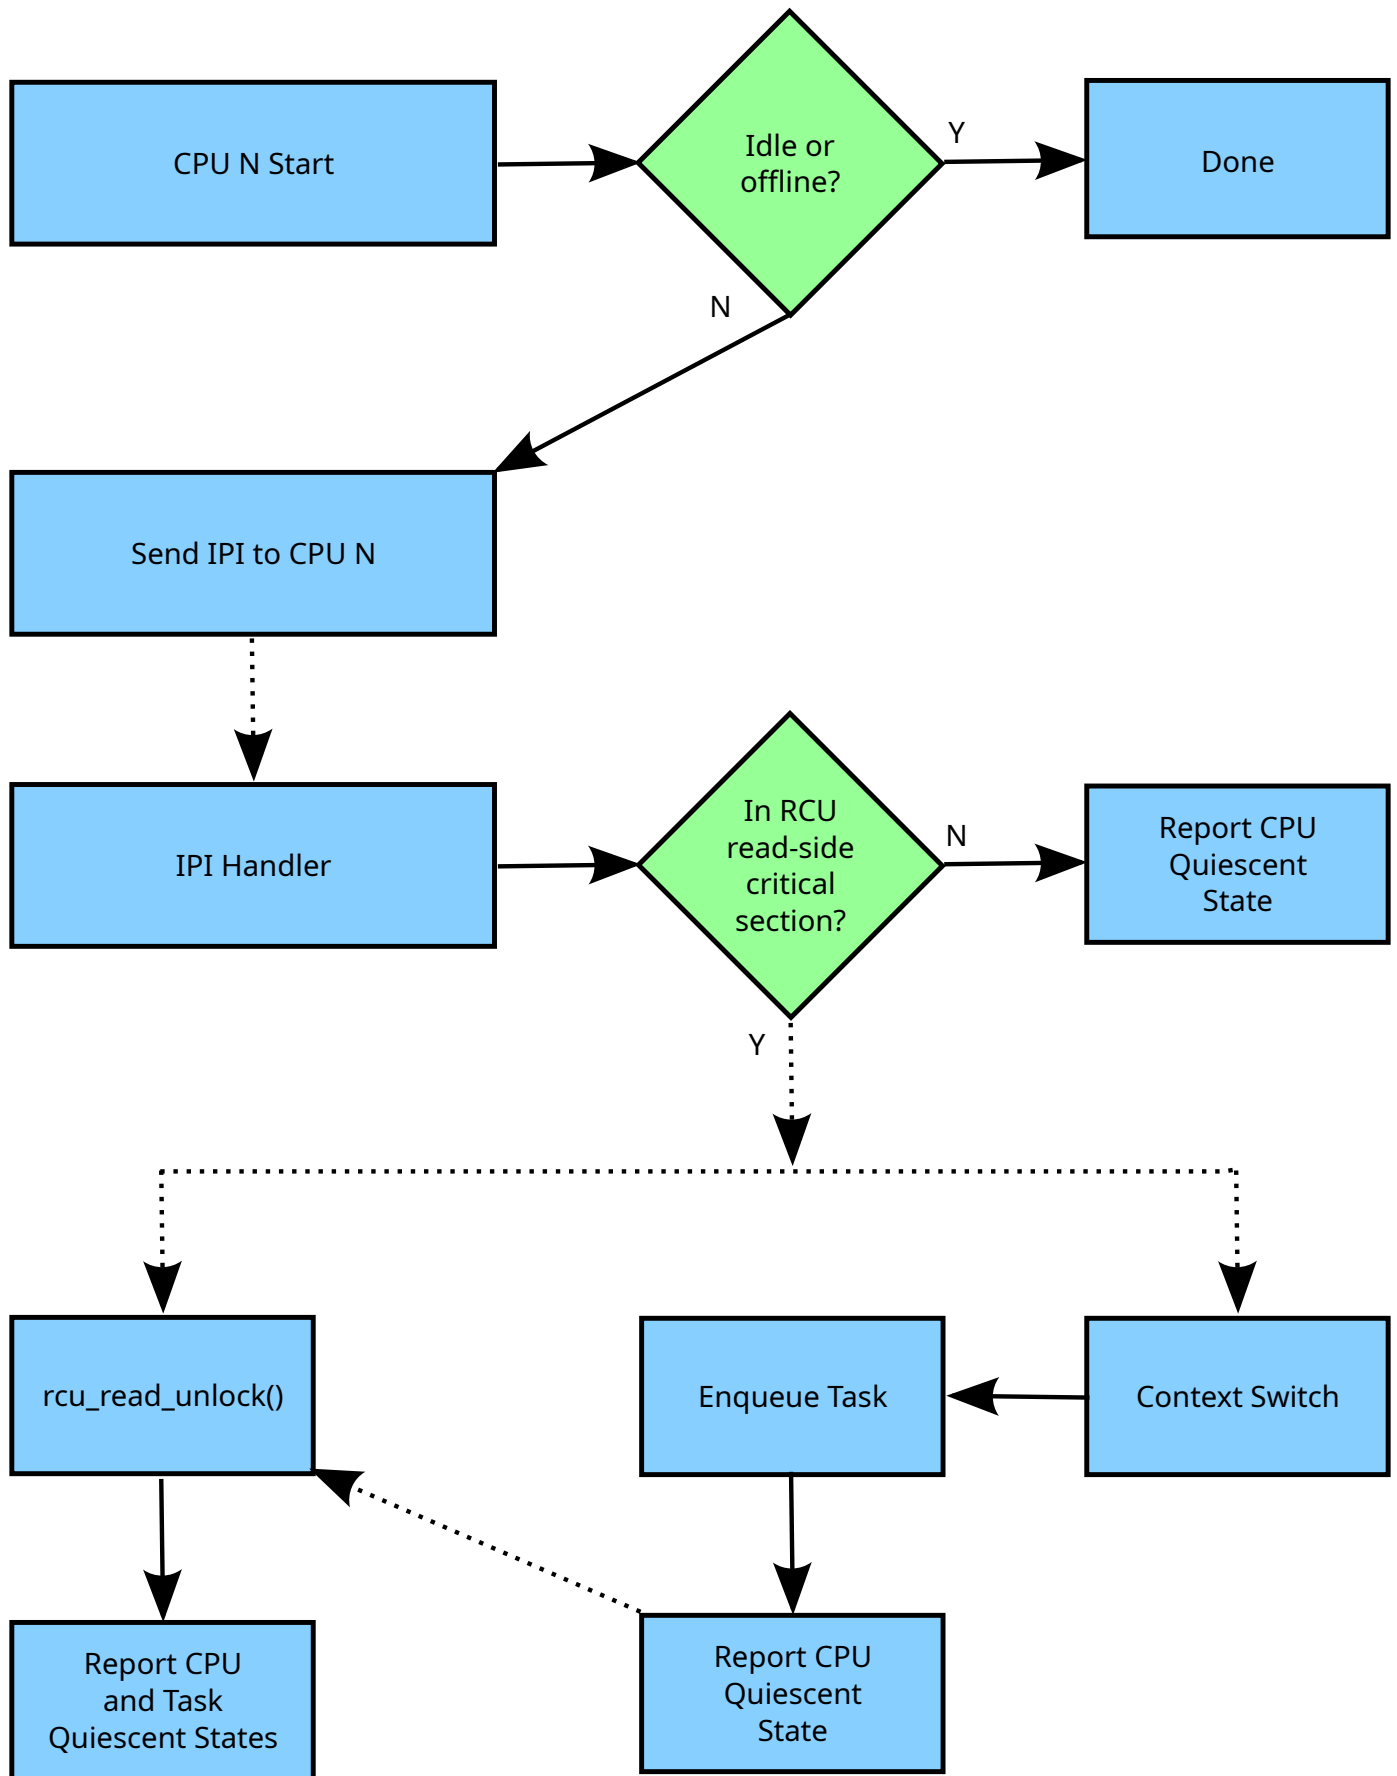 CPU N Start
Idle or
offline?
Y
Done
N
Send IPI to CPU N
IPI Handler
In RCU
read-side
critical
section?
N
Report CPU
Quiescent
State
Y
rcu_read_unlock()
Enqueue Task
Context Switch
Report CPU
and Task
Quiescent States
Report CPU
Quiescent
State